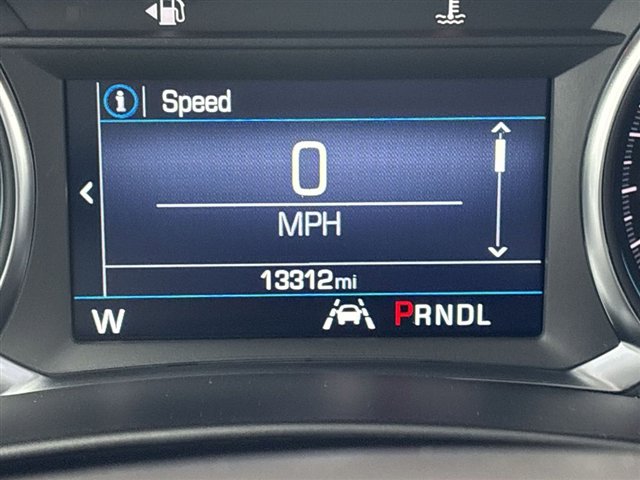 i Speed
0
MPH
13312mi
W PRNDL